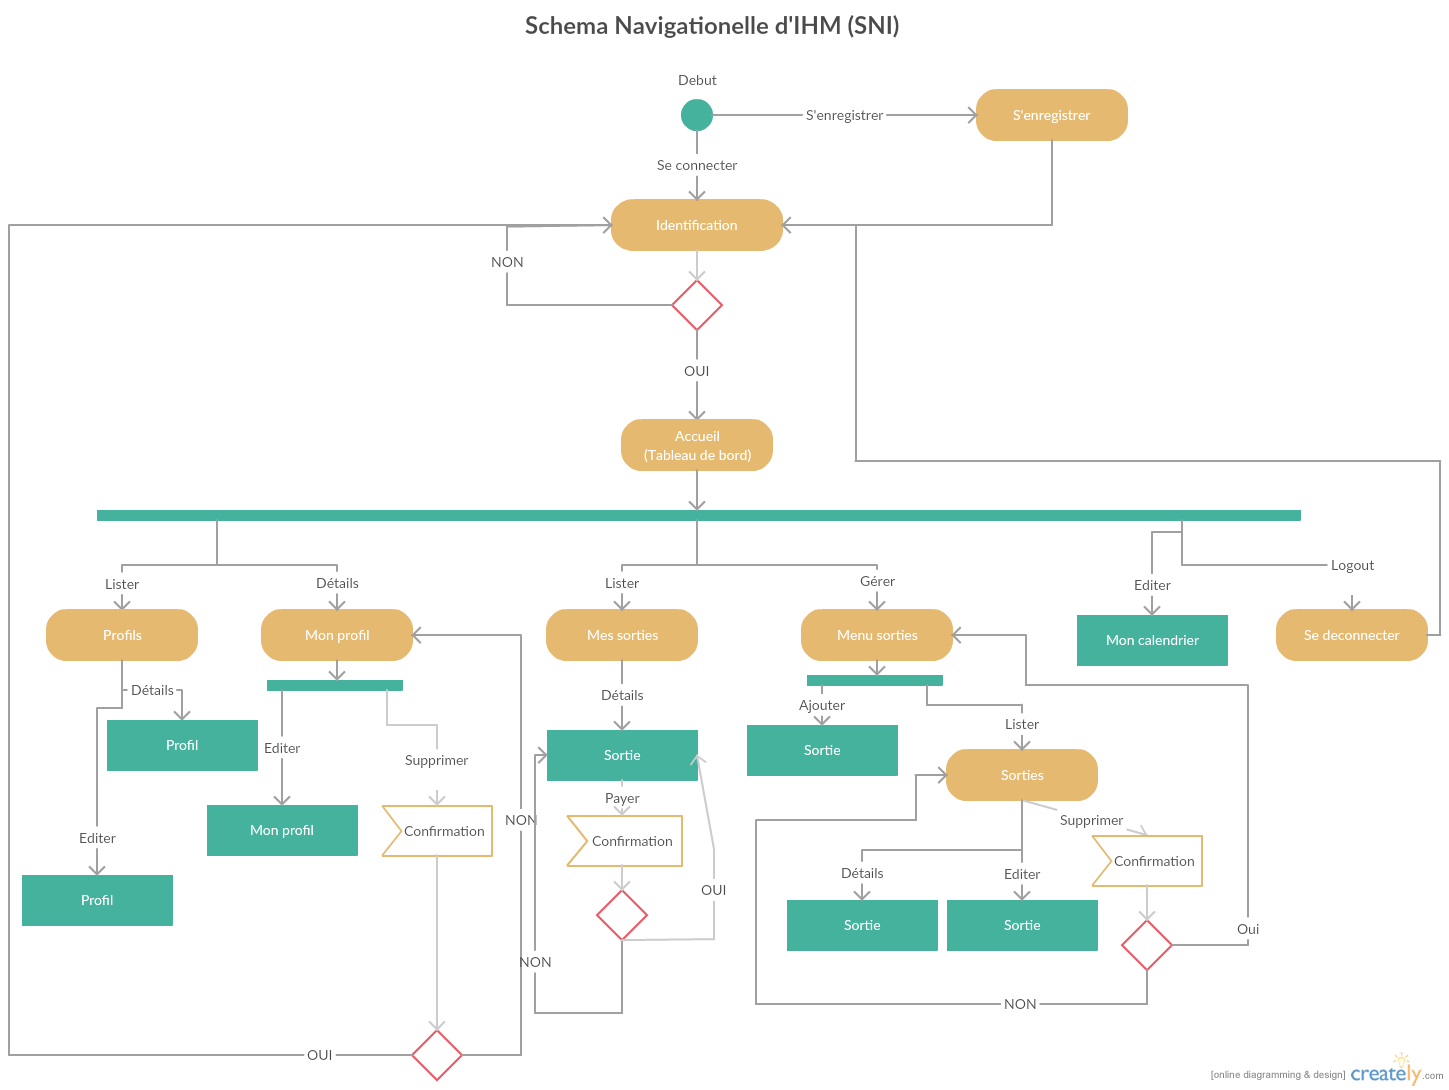 Schema Navigationelle d'IHM (SNI)
Debut
S'enregistrer
S'enregistrer
Se connecter
Identification
NON
OUI
Accueil
(Tableau de bord)
Lister
Détails
Lister
Gérer
Editer
Logout
Profils
Mon profil
Mes sorties
Menu sorties
Mon calendrier
Se deconnecter
Détails
Détails
Ajouter
Lister
Profil
Editer
Supprimer
Sortie
Sortie
Sorties
Payer
Supprimer
Mon profil
Confirmation
NON
Confirmation
Confirmation
Editer
OUI
Détails
Editer
Profil
Sortie
Sortie
Oui
NON
NON
OUI
[online diagramming & design] creately.com